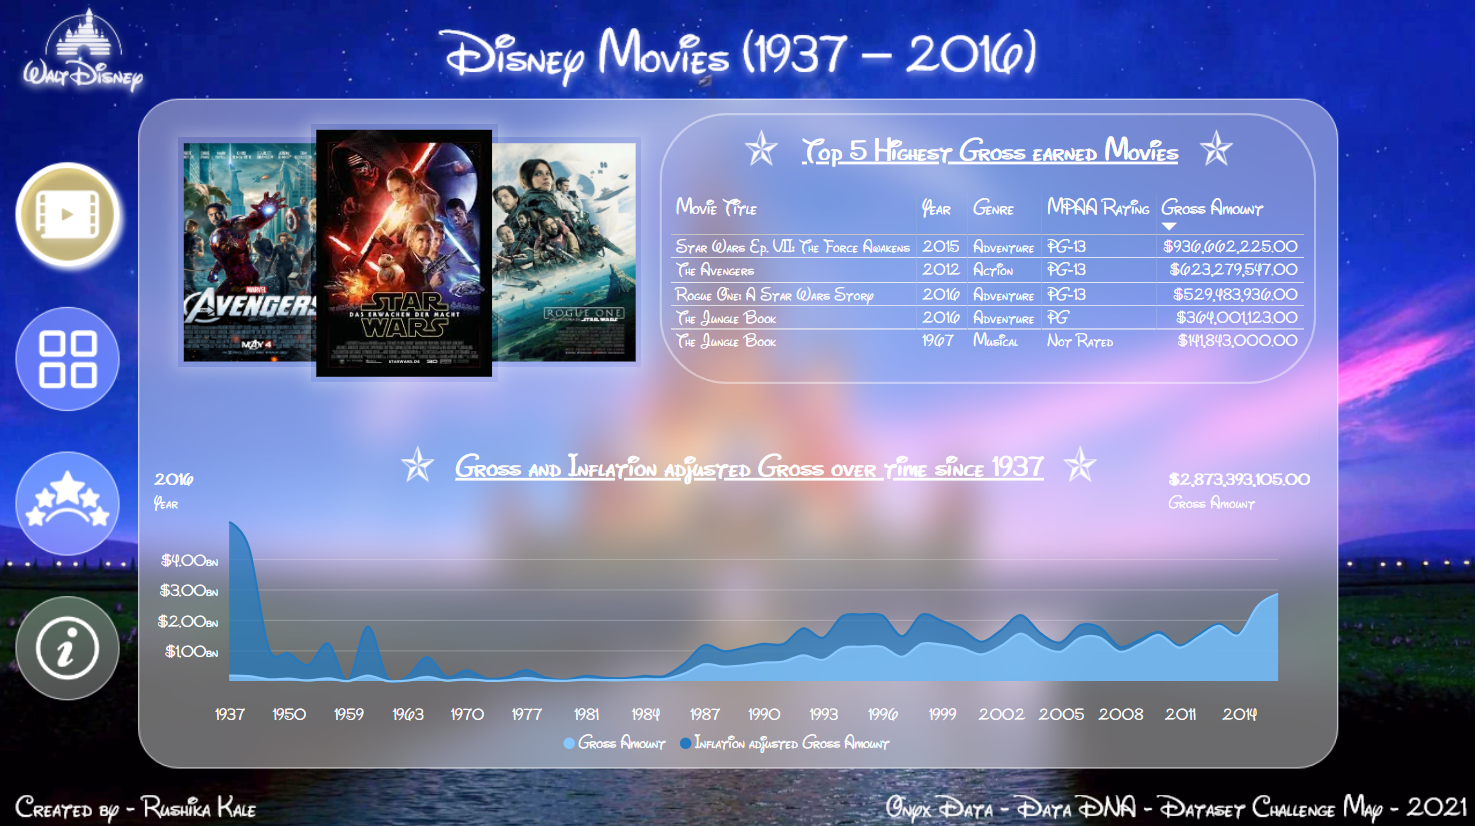 Walt Disney
Disney Movies (1937 – 2016)
MARVEL
AVENGERS
MAY 4
STAR
DAS ERWACHEN DER MACHT
WARS
STARWARS.DE
ROGUE ONE
Top 5 Highest Gross earned Movies
Movie Title Year Genre MPAA Rating Gross Amount
Star Wars Ep. VII: The Force Awakens 2015 Adventure PG-13 $936,662,225.00
The Avengers 2012 Action PG-13 $623,279,547.00
Rogue One: A Star Wars Story 2016 Adventure PG-13 $529,483,936.00
The Jungle Book 2016 Adventure PG $364,001,123.00
The Jungle Book 1967 Musical Not Rated $141,843,000.00
Gross and Inflation adjusted Gross over time since 1937
2016
Year
$2,873,393,105.00
Gross Amount
$4.00bn
$3.00bn
$2.00bn
$1.00bn
1937 1950 1959 1963 1970 1977 1981 1984 1987 1990 1993 1996 1999 2002 2005 2008 2011 2014
Gross Amount Inflation adjusted Gross Amount
Created by - Rushika Kale
Onyx Data - Data DNA - Dataset Challenge May - 2021